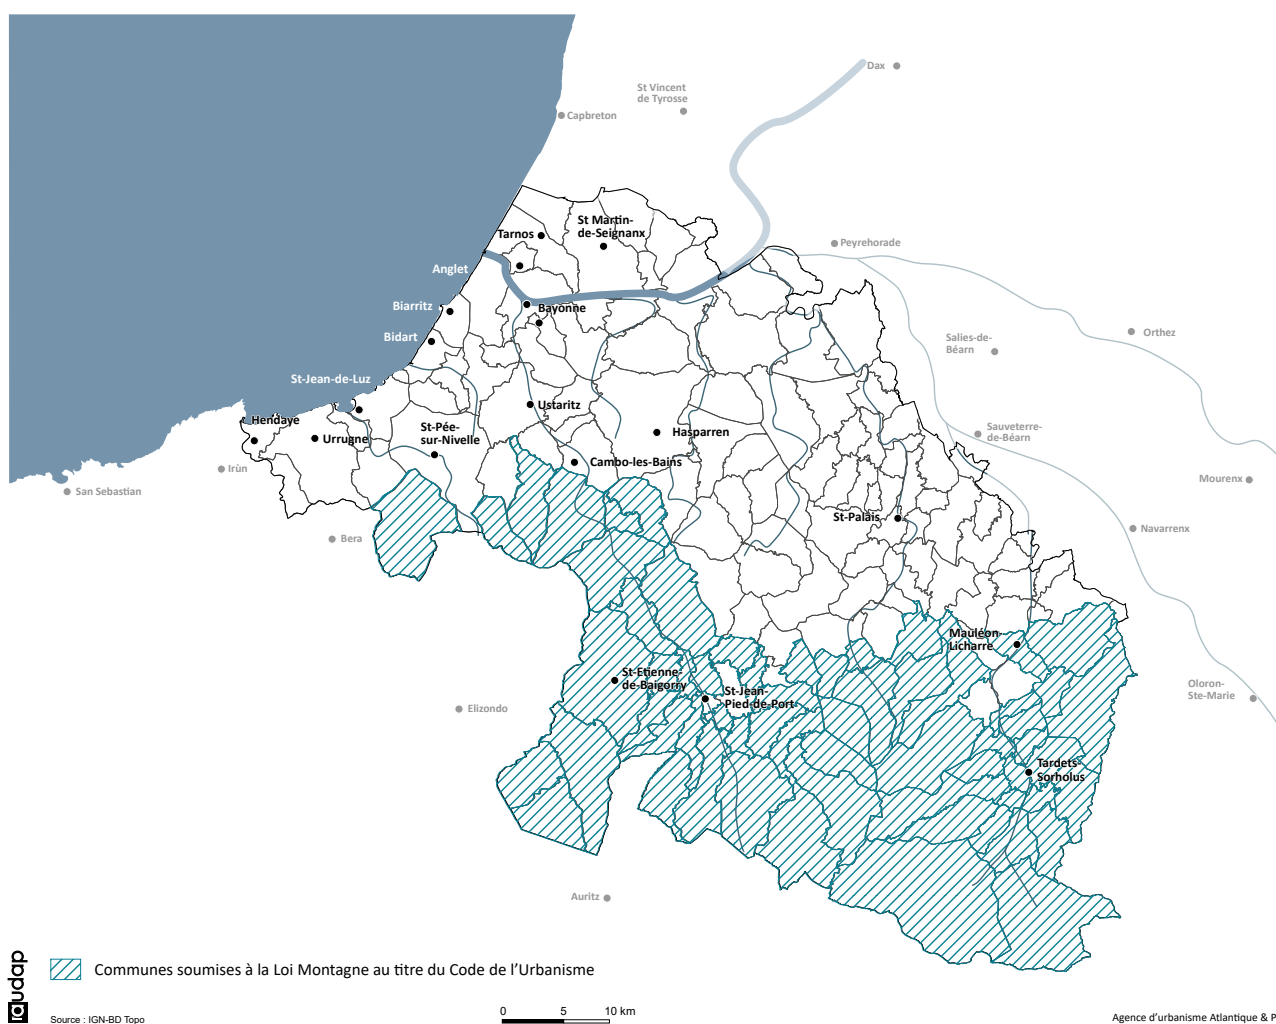 Dax
St Vincent
de Tyrosse
Capbreton
St Martin-
de-Seignanx
Tarnos
Peyrehorade
Anglet
Biarritz
Bayonne
Bidart
Orthez
Salies-de-
Béarn
St-Jean-de-Luz
Ustaritz
Hendaye
Urrugne
St-Pée-
sur-Nivelle
Hasparren
Sauveterre-
de-Béarn
Cambo-les-Bains
Irùn
San Sebastian
Mourenx
St-Palais
Navarrenx
Bera
Mauléon-
Licharre
St-Etienne-
de-Baigorry
St-Jean-
Pied-de-Port
Oloron-
Ste-Marie
Elizondo
Tardets-
Sorholus
Auritz
audap
Communes soumises à la Loi Montagne au titre du Code de l'Urbanisme
Source : IGN-BD Topo
0 5 10 km
Agence d'urbanisme Atlantique & P